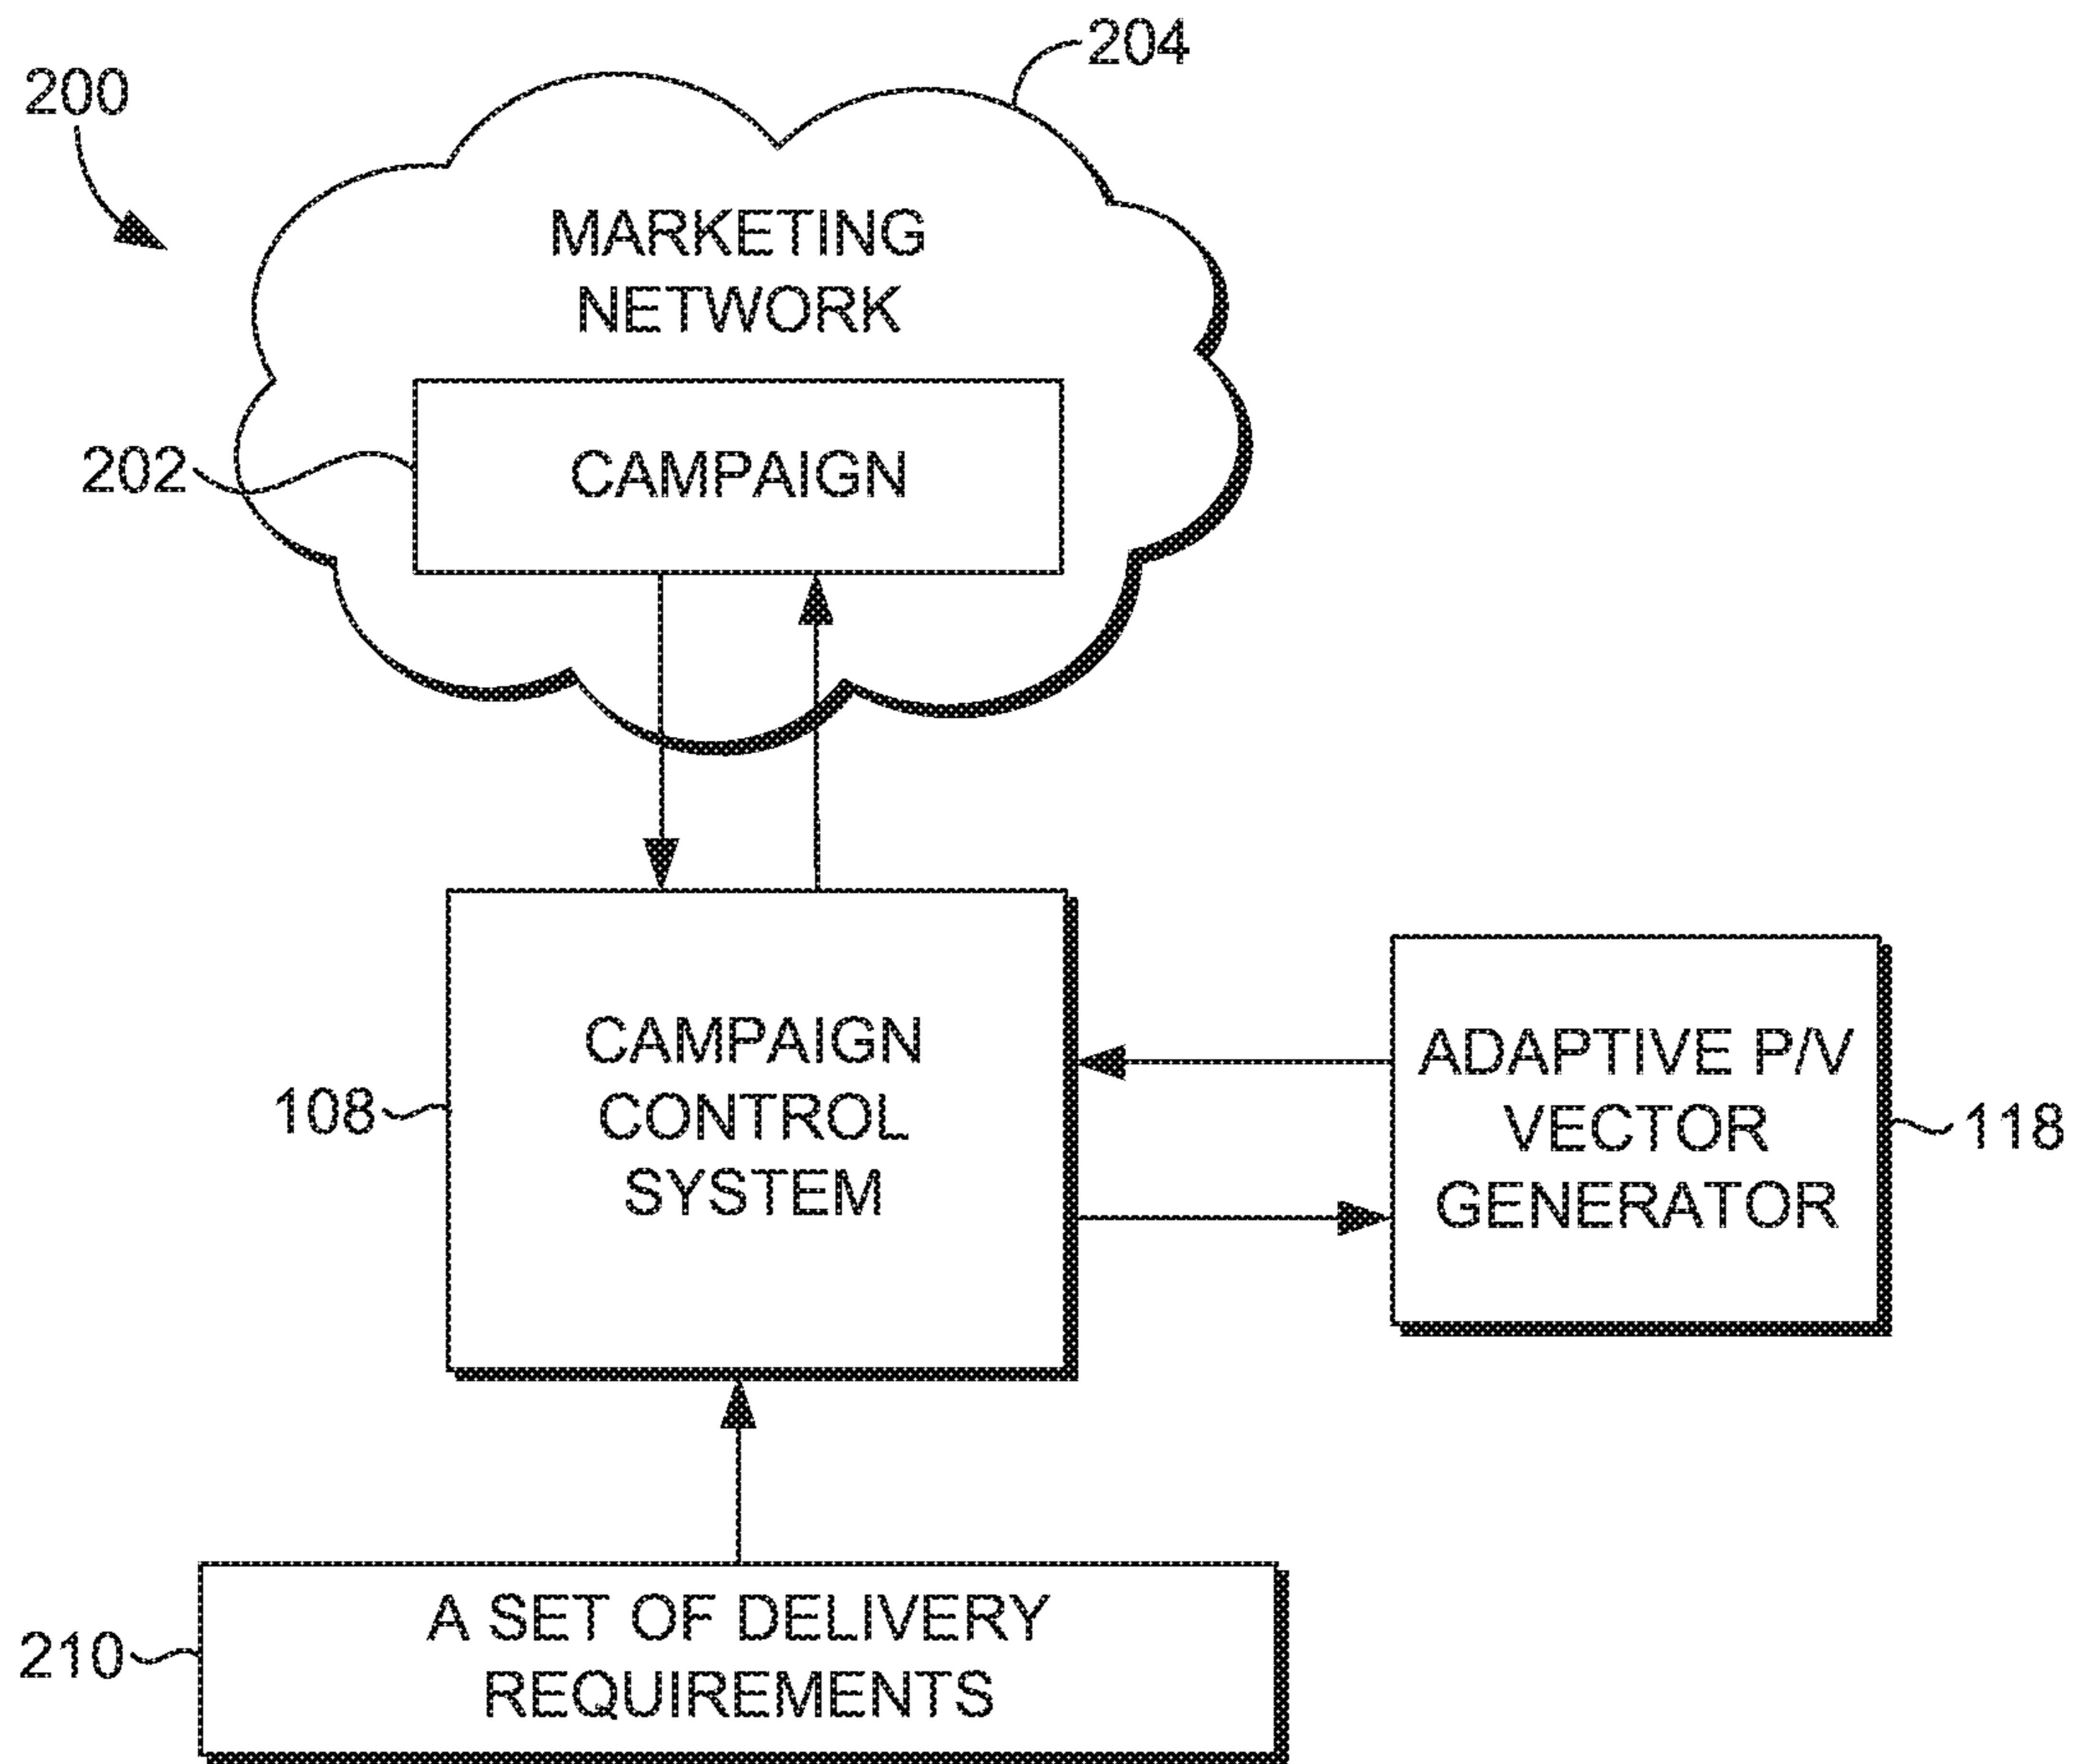 204
200
MARKETING
NETWORK
202
CAMPAIGN
CAMPAIGN
CONTROL
SYSTEM
108
ADAPTIVE P/V
VECTOR
GENERATOR
118
A SET OF DELIVERY
REQUIREMENTS
210